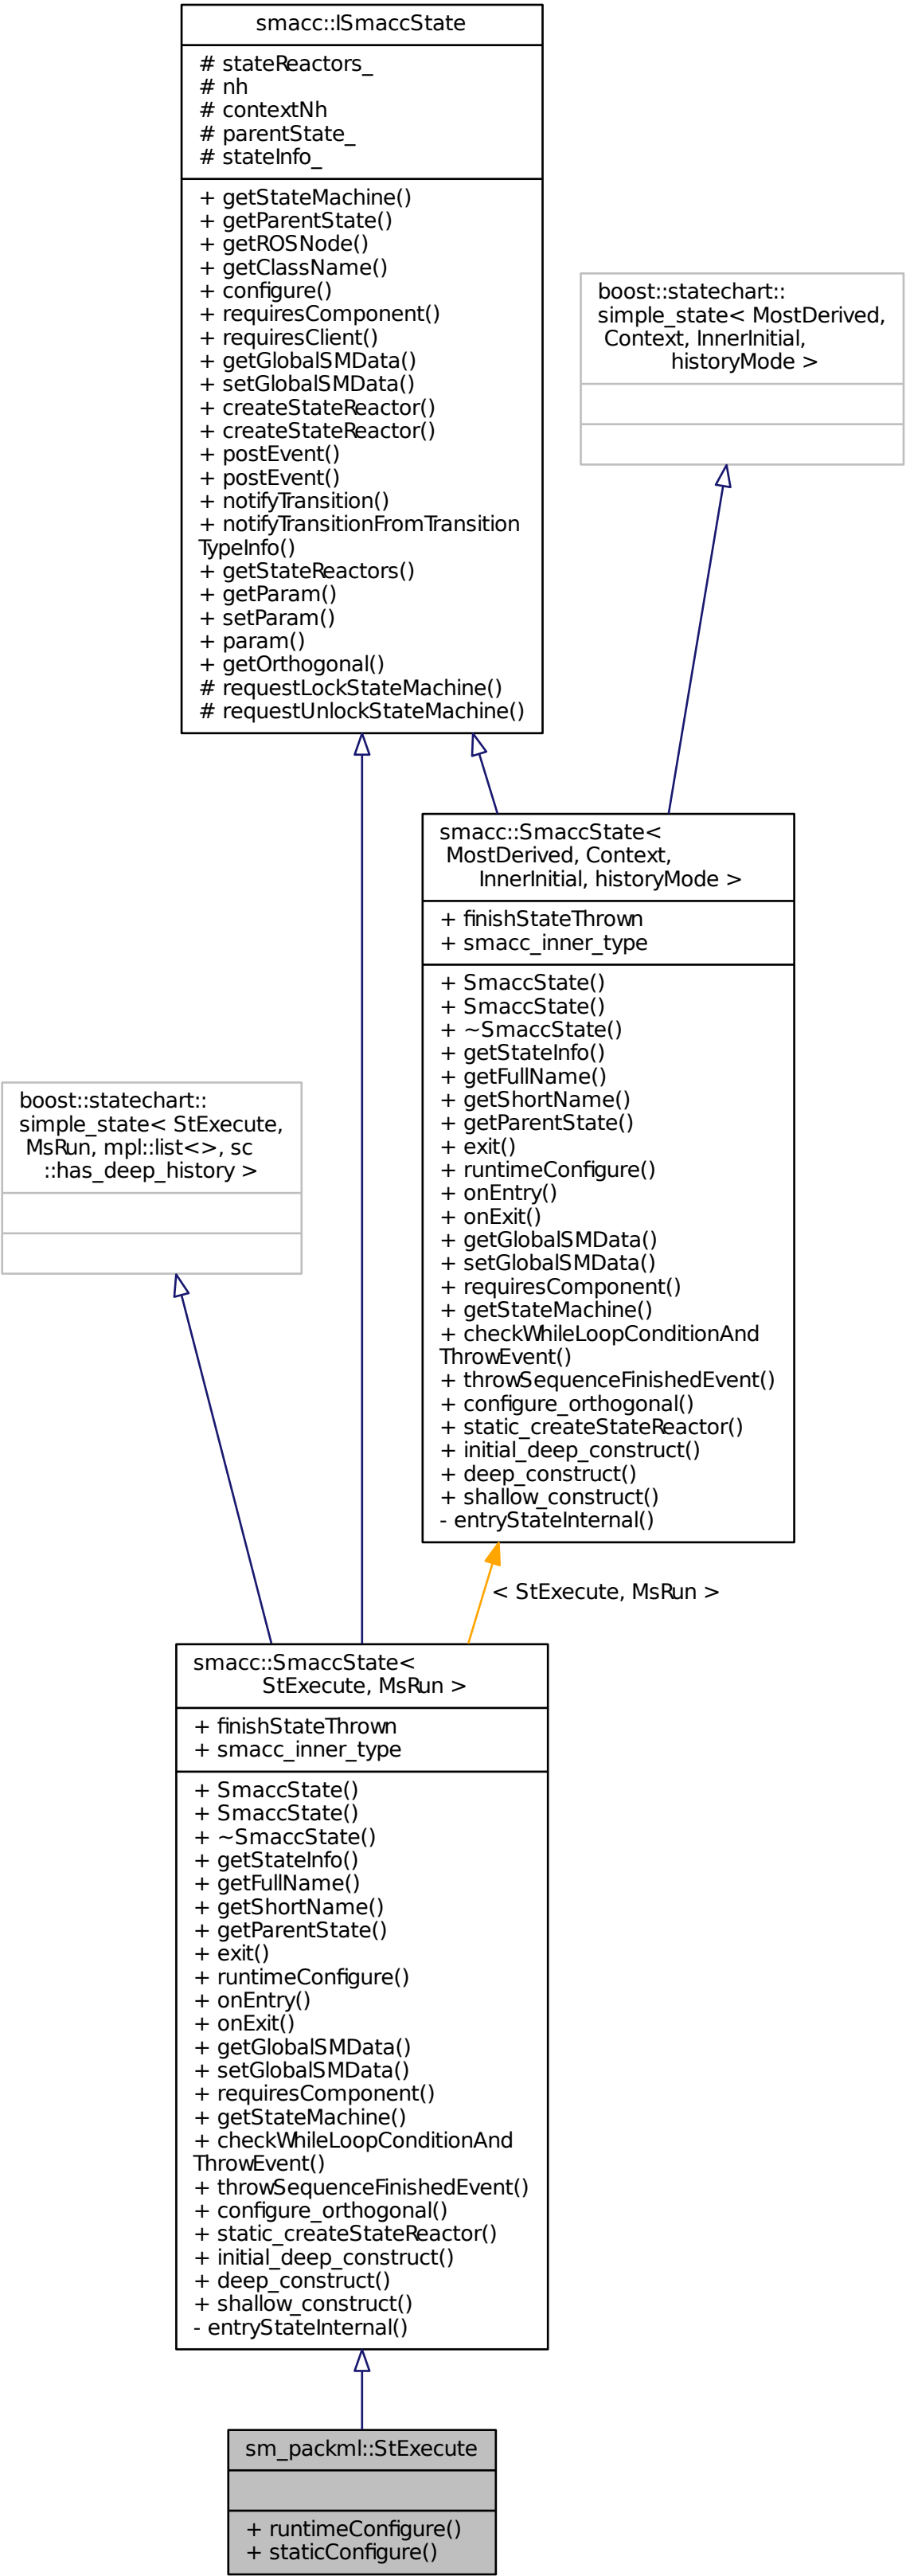 smacc::ISmaccState
# stateReactors_
# nh
# contextNh
# parentState_
# stateInfo_
+ getStateMachine()
+ getParentState()
+ getROSNode()
+ getClassName()
+ configure()
+ requiresComponent()
+ requiresClient()
+ getGlobalSMData()
+ setGlobalSMData()
+ createStateReactor()
+ createStateReactor()
+ postEvent()
+ postEvent()
+ notifyTransition()
+ notifyTransitionFromTransition
TypeInfo()
+ getStateReactors()
+ getParam()
+ setParam()
+ param()
+ getOrthogonal()
# requestLockStateMachine()
# requestUnlockStateMachine()
boost::statechart::
simple_state< MostDerived,
Context, InnerInitial,
historyMode >
smacc::SmaccState<
MostDerived, Context,
InnerInitial, historyMode >
+ finishStateThrown
+ smacc_inner_type
+ SmaccState()
+ SmaccState()
+ ~SmaccState()
+ getStateInfo()
+ getFullName()
+ getShortName()
+ getParentState()
+ exit()
+ runtimeConfigure()
+ onEntry()
+ onExit()
+ getGlobalSMData()
+ setGlobalSMData()
+ requiresComponent()
+ getStateMachine()
+ checkWhileLoopConditionAnd
ThrowEvent()
+ throwSequenceFinishedEvent()
+ configure_orthogonal()
+ static_createStateReactor()
+ initial_deep_construct()
+ deep_construct()
+ shallow_construct()
- entryStateInternal()
boost::statechart::
simple_state< StExecute,
MsRun, mpl::list<>, sc
::has_deep_history >
< StExecute, MsRun >
smacc::SmaccState<
StExecute, MsRun >
+ finishStateThrown
+ smacc_inner_type
+ SmaccState()
+ SmaccState()
+ ~SmaccState()
+ getStateInfo()
+ getFullName()
+ getShortName()
+ getParentState()
+ exit()
+ runtimeConfigure()
+ onEntry()
+ onExit()
+ getGlobalSMData()
+ setGlobalSMData()
+ requiresComponent()
+ getStateMachine()
+ checkWhileLoopConditionAnd
ThrowEvent()
+ throwSequenceFinishedEvent()
+ configure_orthogonal()
+ static_createStateReactor()
+ initial_deep_construct()
+ deep_construct()
+ shallow_construct()
- entryStateInternal()
sm_packml::StExecute
+ runtimeConfigure()
+ staticConfigure()